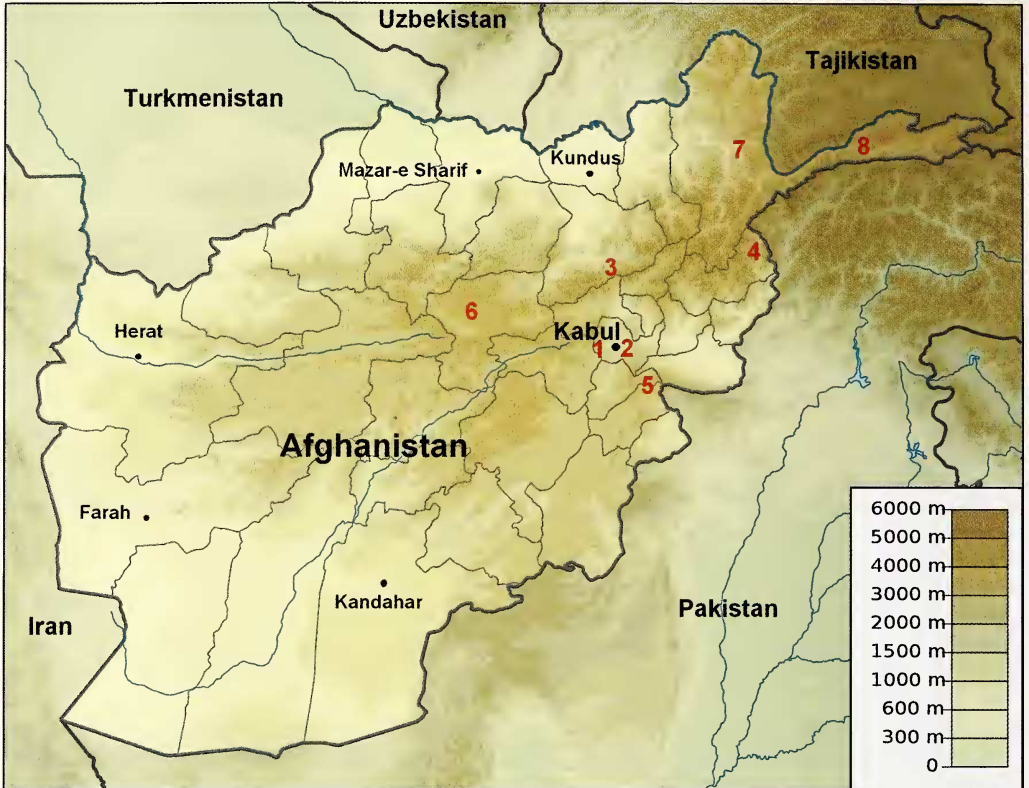 Uzbekistan
Tajikistan
Turkmenistan
7
8
Kundus
Mazar-e Sharif
4
3
6
Herat
Kabul
1
2
5
Afghanistan
Farah
Kandahar
Iran
Pakistan
6000 m
5000 m
4000 m
3000 m
2000 m
1500 m
1000 m
600 m
300 m
0